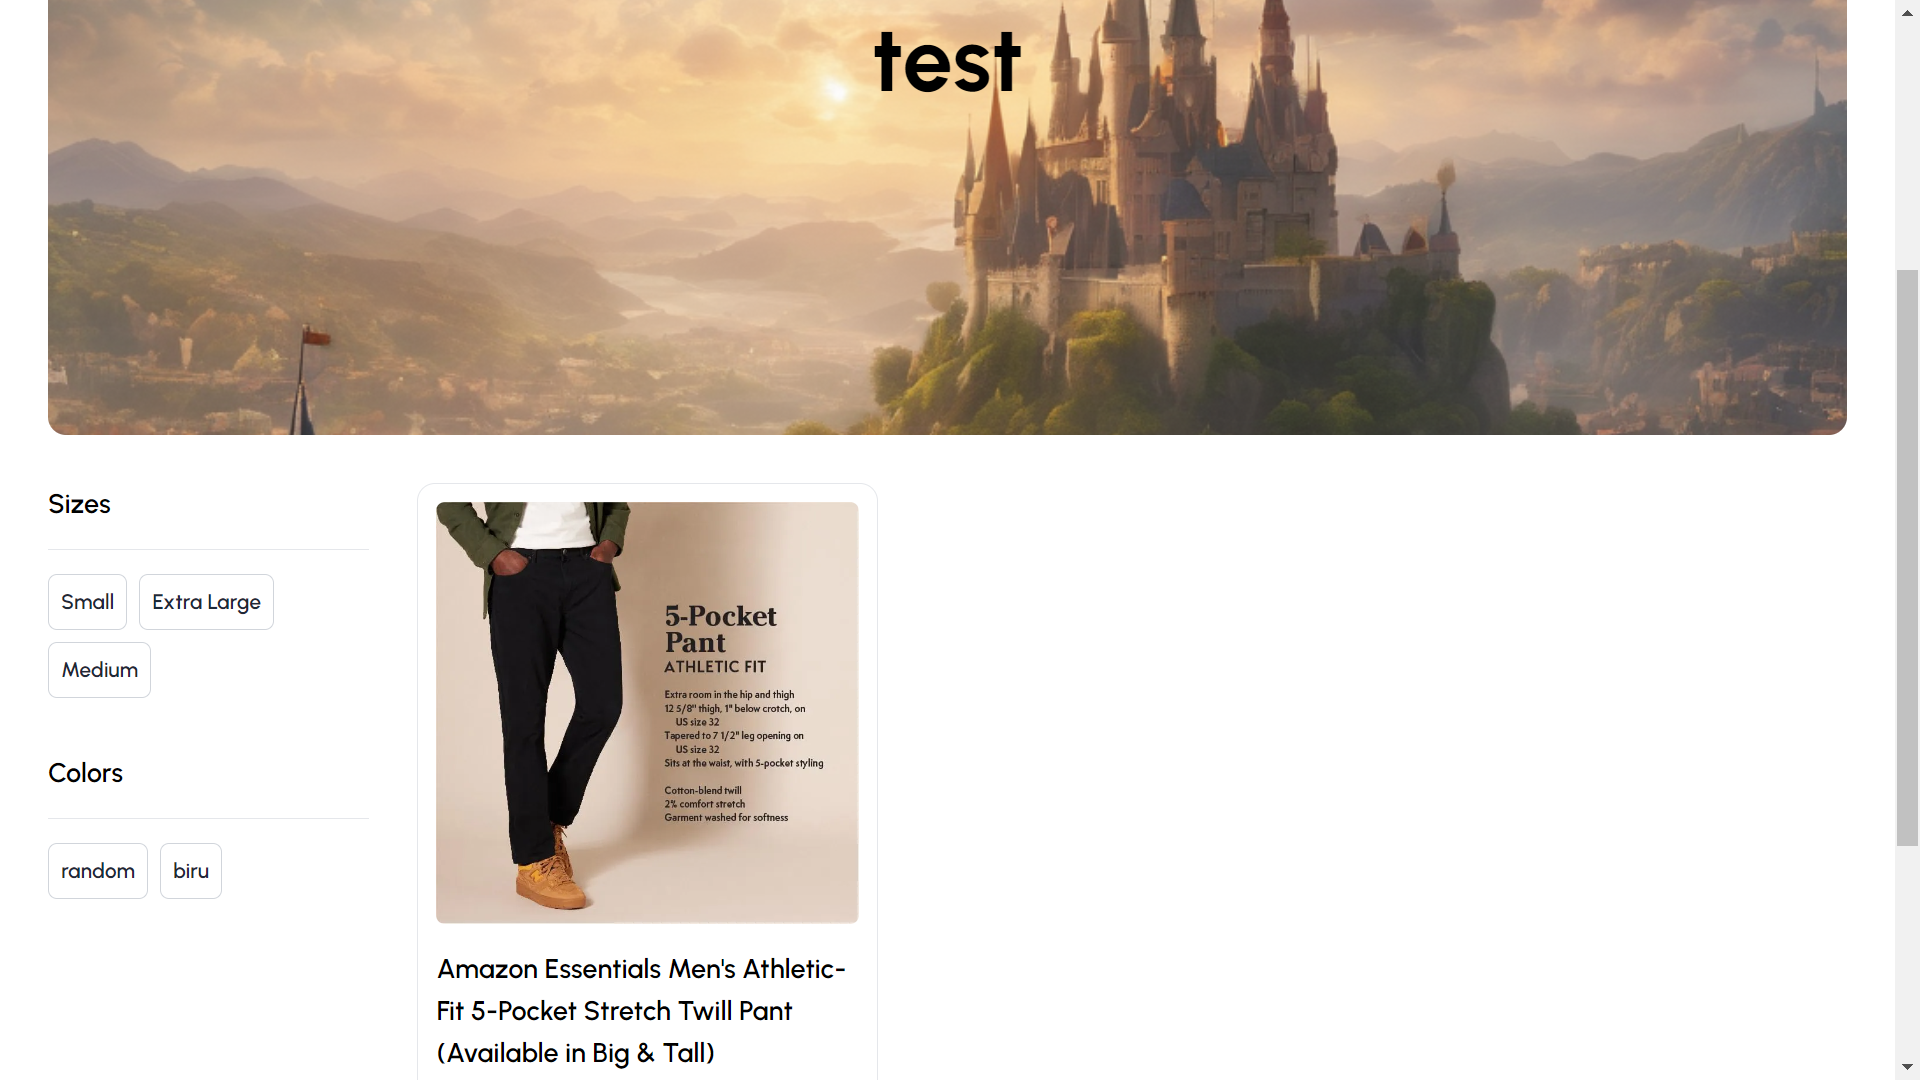 test
Sizes
Small
Extra Large
Medium
Colors
random
biru
5-Pocket
Pant
ATHLETIC FIT
Extra room in the hip and thigh
12 5/8" thigh, 1" below crotch, on
US size 32
Tapered to 7 1/2" leg opening on
US size 32
Sits at the waist, with 5-pocket styling
Cotton-blend twill
2% comfort stretch
Garment washed for softness
Amazon Essentials Men's Athletic-
Fit 5-Pocket Stretch Twill Pant
(Available in Big & Tall)